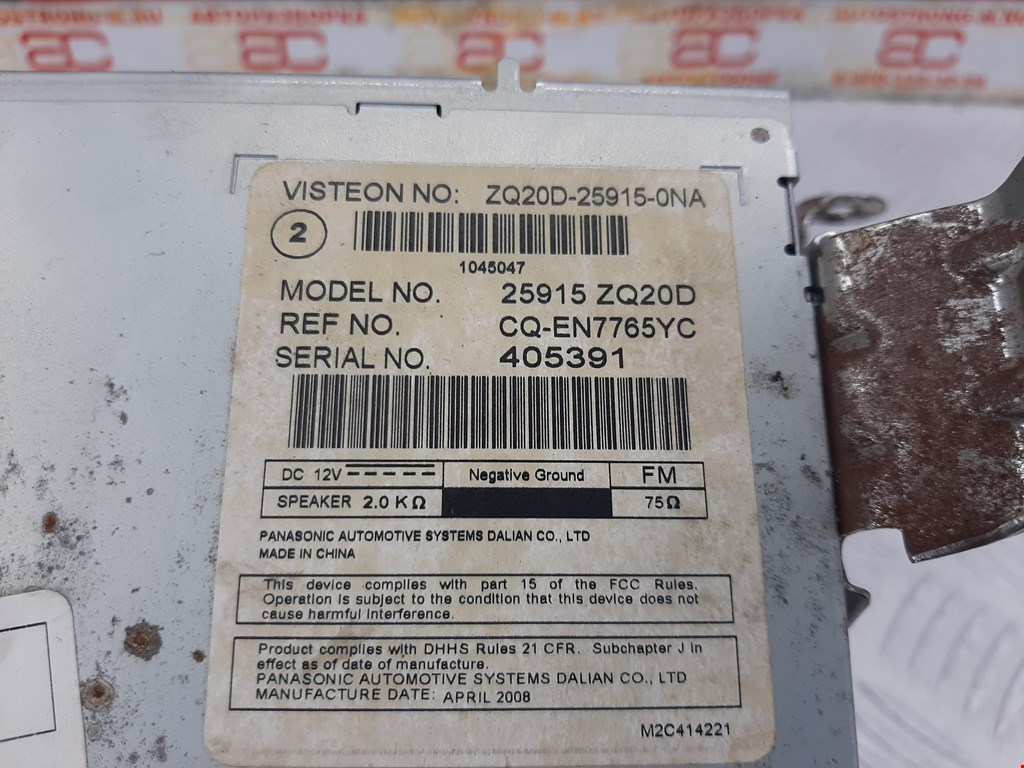 VISTEON NO: ZQ20D-25915-0NA
2
1045047
MODEL NO. 25915 ZQ20D
REF NO. CQ-EN7765YC
SERIAL NO. 405391
DC 12V Negative Ground FM
SPEAKER 2.0 KΩ 75Ω
PANASONIC AUTOMOTIVE SYSTEMS DALIAN CO., LTD
MADE IN CHINA
This device complies with part 15 of the FCC Rules.
Operation is subject to the condition that this device does not
cause harmful interference.
Product complies with DHHS Rules 21 CFR. Subchapter J in
effect as of date of manufacture.
PANASONIC AUTOMOTIVE SYSTEMS DALIAN CO., LTD
MANUFACTURE DATE: APRIL 2008
M2C414221